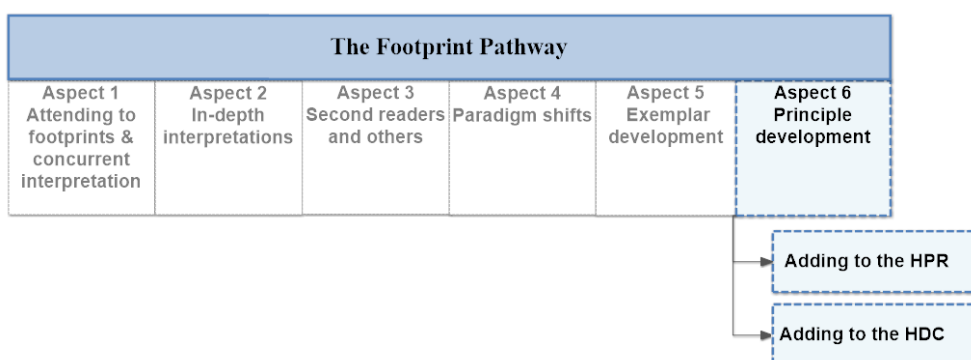 The Footprint Pathway
Aspect 1
Attending to
footprints &
concurrent
interpretation
Aspect 2
In-depth
interpretations
Aspect 3
Second readers
and others
Aspect 4
Paradigm shifts
Aspect 5
Exemplar
development
Aspect 6
Principle
development
Adding to the HPR
Adding to the HDC